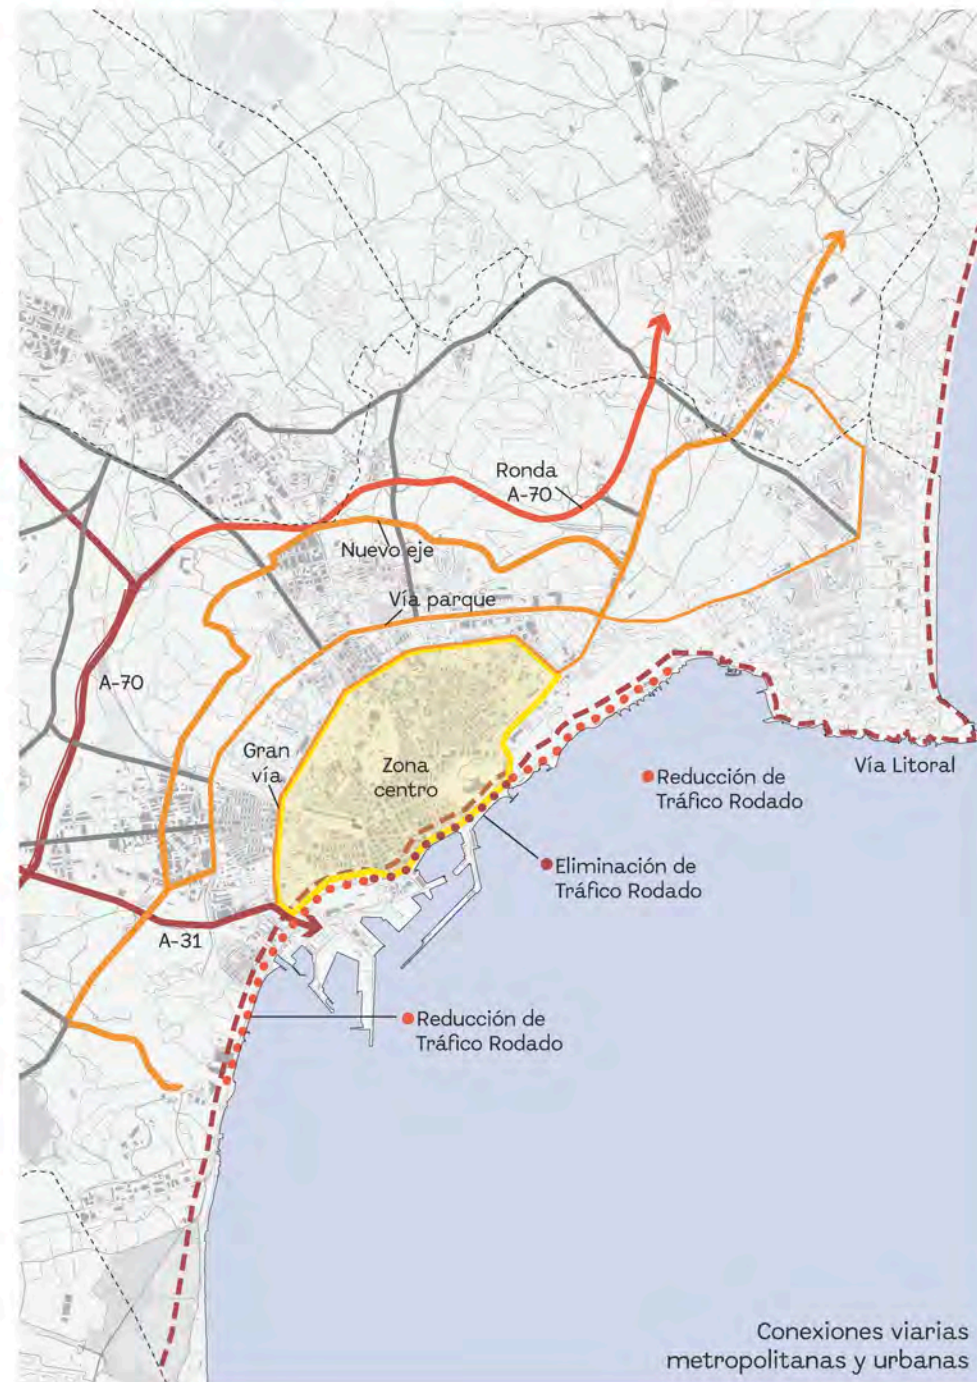 Ronda
A-70
Nuevo eje
Vía parque
A-70
Gran
vía
Zona
centro
Vía Litoral
Reducción de
Tráfico Rodado
Eliminación de
Tráfico Rodado
A-31
Reducción de
Tráfico Rodado
Conexiones viarias
metropolitanas y urbanas